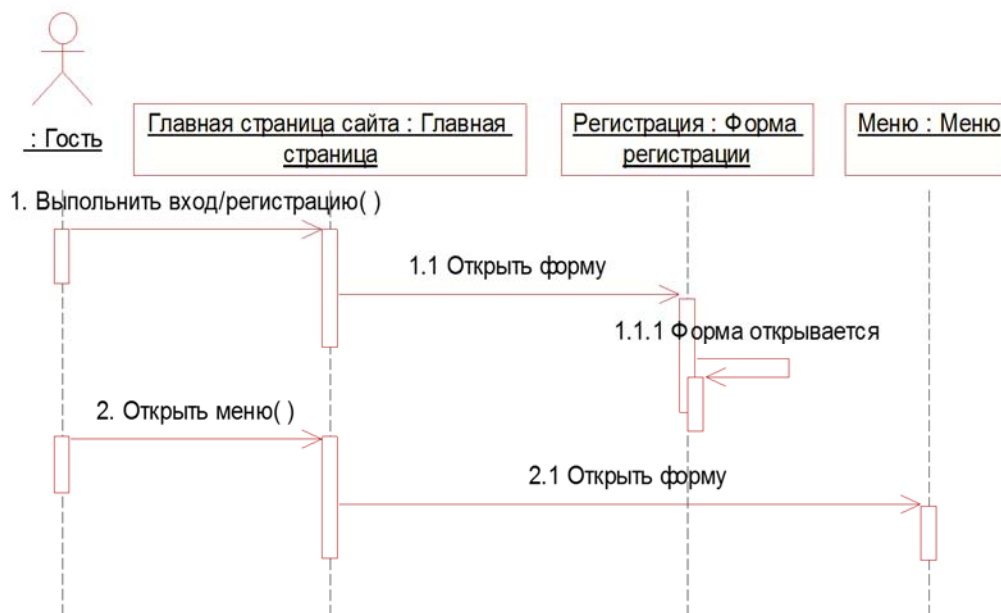 : Гость
Главная страница сайта : Главная
страница
Регистрация : Форма
регистрации
Меню : Меню
1. Выпольнить вход/регистрацию( )
1.1 Открыть форму
1.1.1 Форма открывается
2. Открыть меню( )
2.1 Открыть форму